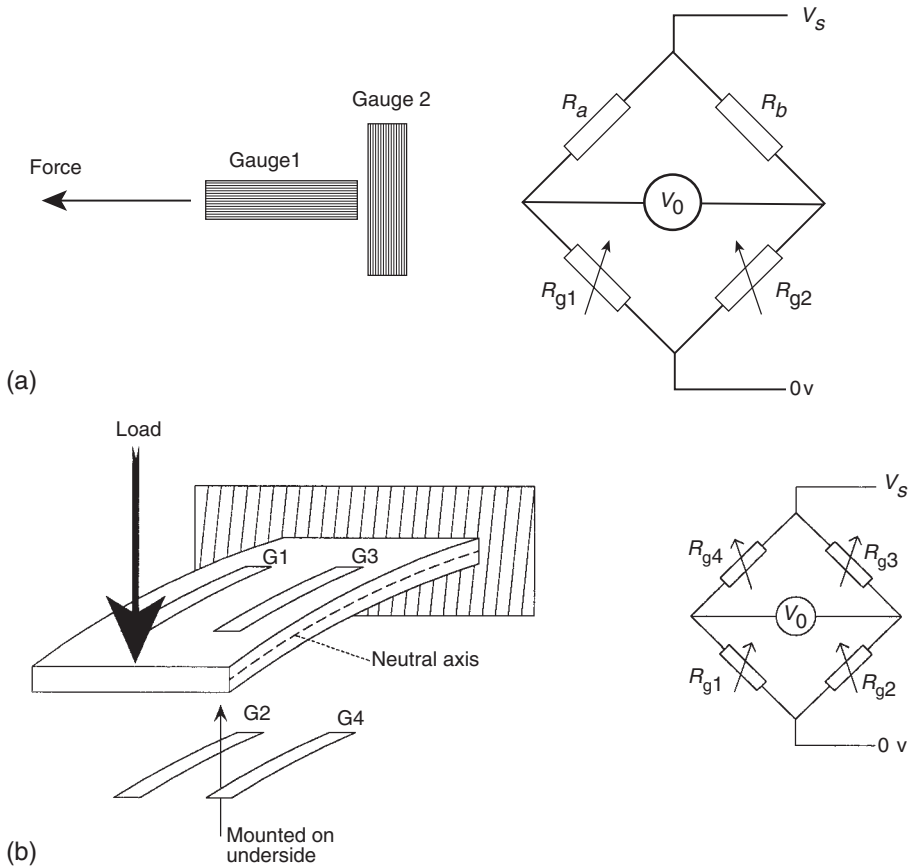 Force
Gauge1
Gauge 2
Vs
Ra
Rb
V0
Rg1
Rg2
0 v
(a)
Load
G1
G3
Neutral axis
G2
G4
Mounted on
underside
Vs
Rg4
Rg3
V0
Rg1
Rg2
0 v
(b)